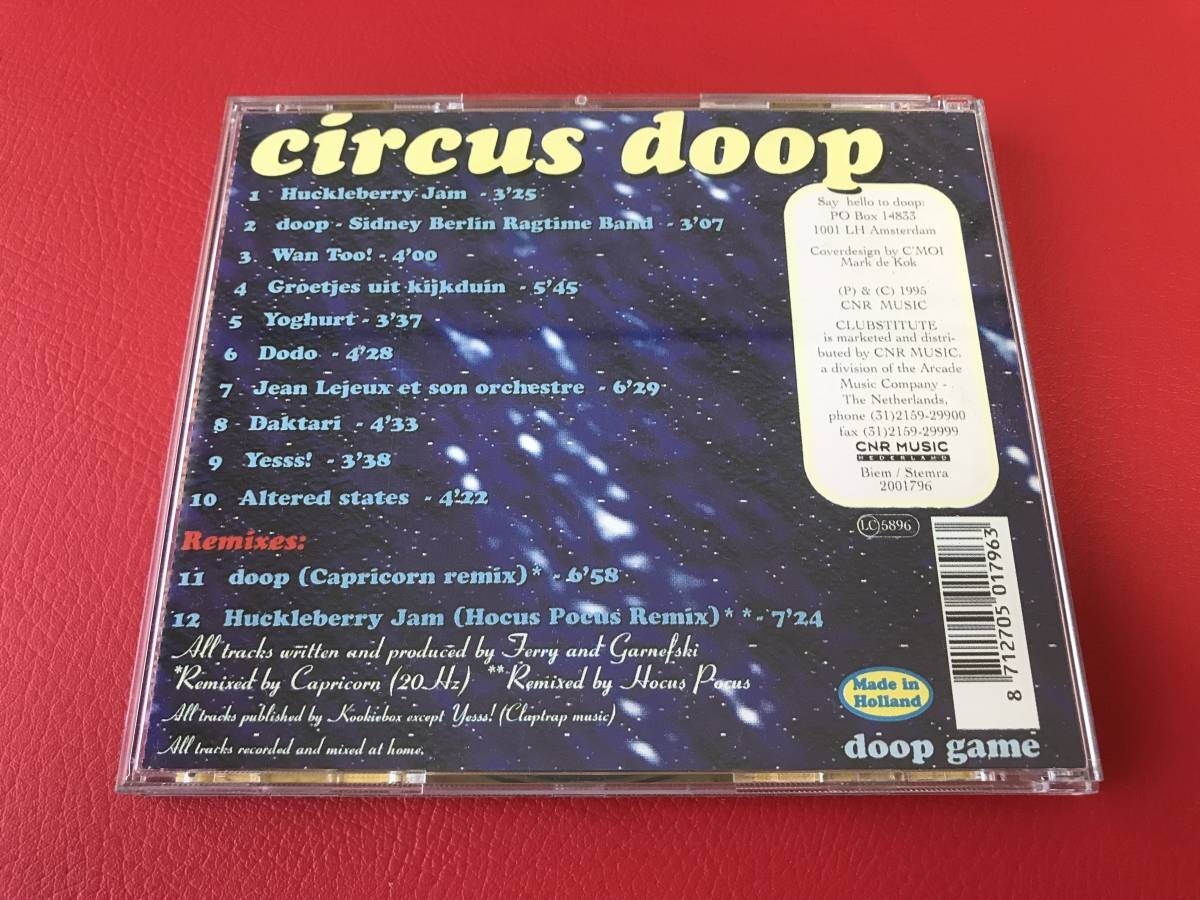 circus doop
1 Huckleberry Jam - 3'25
2 doop - Sidney Berlin Ragtime Band - 3'07
3 Wan Too! - 4'00
4 Groetjes uit kijkduin - 5'45
5 Yoghurt - 3'37
6 Dodo - 4'28
7 Jean Lejeux et son orchestre - 6'29
8 Daktari - 4'33
9 Yesss! - 3'38
10 Altered states - 4'22
Remixes:
11 doop (Capricorn remix)* - 6'58
12 Huckleberry Jam (Hocus Pocus Remix)** - 7'24
All tracks written and produced by Ferry and Garnefski
*Remixed by Capricorn (20Hz) **Remixed by Hocus Pocus
All tracks published by Kookiebox except Yesss! (Claptrap music)
All tracks recorded and mixed at home.
Say hello to doop:
PO Box 14833
1001 LH Amsterdam
Coverdesign by C'MOI
Mark de Kok
(P) & (C) 1995
CNR MUSIC
CLUBSTITUTE
is marketed and distri-
buted by CNR MUSIC,
a division of the Arcade
Music Company -
The Netherlands,
phone (31)2159-29900
fax (31)2159-29999
CNR MUSIC
NEDERLAND
Biem / Stemra
2001796
LC 5896
8 712705 017963
Made in
Holland
doop game